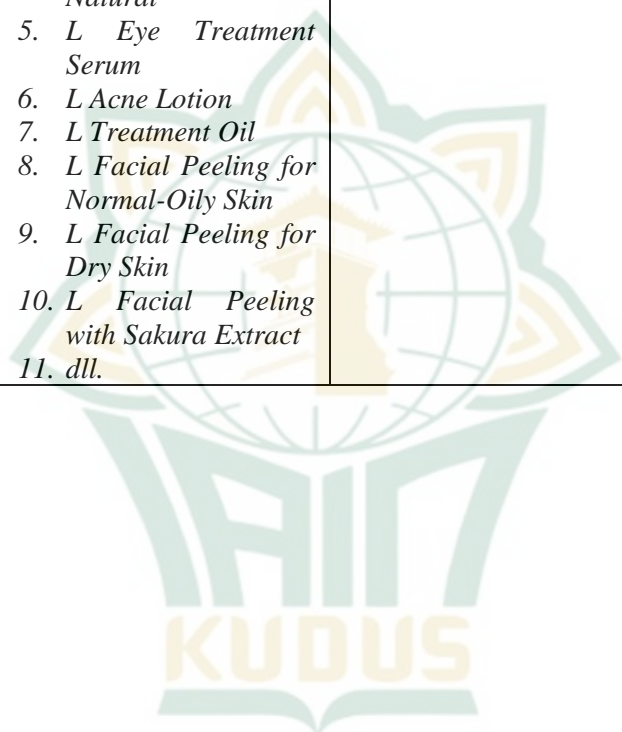 Natural
5. L Eye Treatment
Serum
6. L Acne Lotion
7. L Treatment Oil
8. L Facial Peeling for
Normal-Oily Skin
9. L Facial Peeling for
Dry Skin
10. L Facial Peeling
with Sakura Extract
11. dll.
IAIN
KUDUS